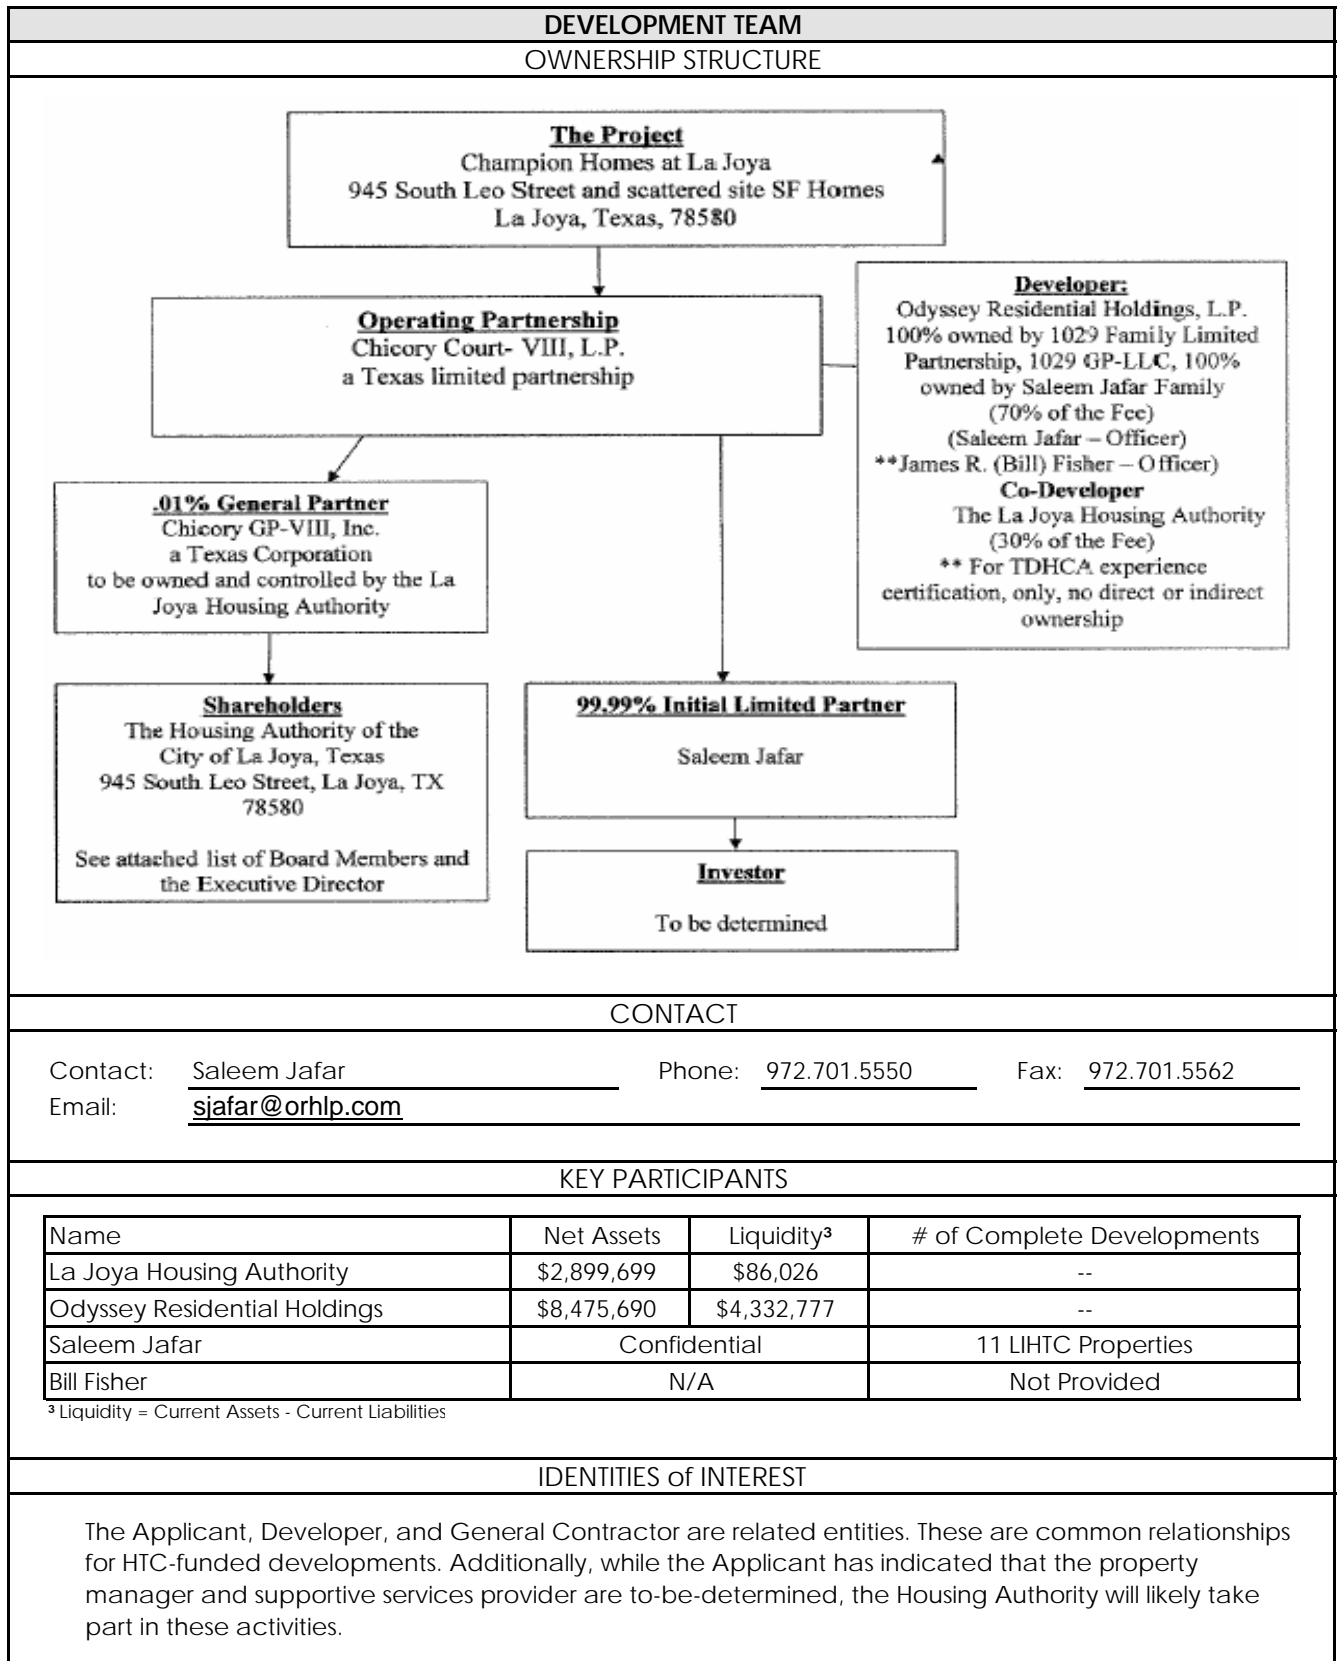 DEVELOPMENT TEAM
OWNERSHIP STRUCTURE
The Project
Champion Homes at La Joya
945 South Leo Street and scattered site SF Homes
La Joya, Texas, 78580
Operating Partnership
Chicory Court- VIII, L.P.
a Texas limited partnership
Developer:
Odyssey Residential Holdings, L.P.
100% owned by 1029 Family Limited
Partnership, 1029 GP-LLC, 100%
owned by Saleem Jafar Family
(70% of the Fee)
(Saleem Jafar – Officer)
**James R. (Bill) Fisher – Officer)
Co-Developer
The La Joya Housing Authority
(30% of the Fee)
** For TDHCA experience
certification, only, no direct or indirect
ownership
.01% General Partner
Chicory GP-VIII, Inc.
a Texas Corporation
to be owned and controlled by the La
Joya Housing Authority
Shareholders
The Housing Authority of the
City of La Joya, Texas
945 South Leo Street, La Joya, TX
78580
See attached list of Board Members and
the Executive Director
99.99% Initial Limited Partner
Saleem Jafar
Investor
To be determined
CONTACT
Contact: Saleem Jafar Phone: 972.701.5550 Fax: 972.701.5562
Email: sjafar@orhlp.com
KEY PARTICIPANTS
Name Net Assets Liquidity³ # of Complete Developments
La Joya Housing Authority $2,899,699 $86,026 --
Odyssey Residential Holdings $8,475,690 $4,332,777 --
Saleem Jafar Confidential 11 LIHTC Properties
Bill Fisher N/A Not Provided
³ Liquidity = Current Assets - Current Liabilities
IDENTITIES of INTEREST
The Applicant, Developer, and General Contractor are related entities. These are common relationships
for HTC-funded developments. Additionally, while the Applicant has indicated that the property
manager and supportive services provider are to-be-determined, the Housing Authority will likely take
part in these activities.